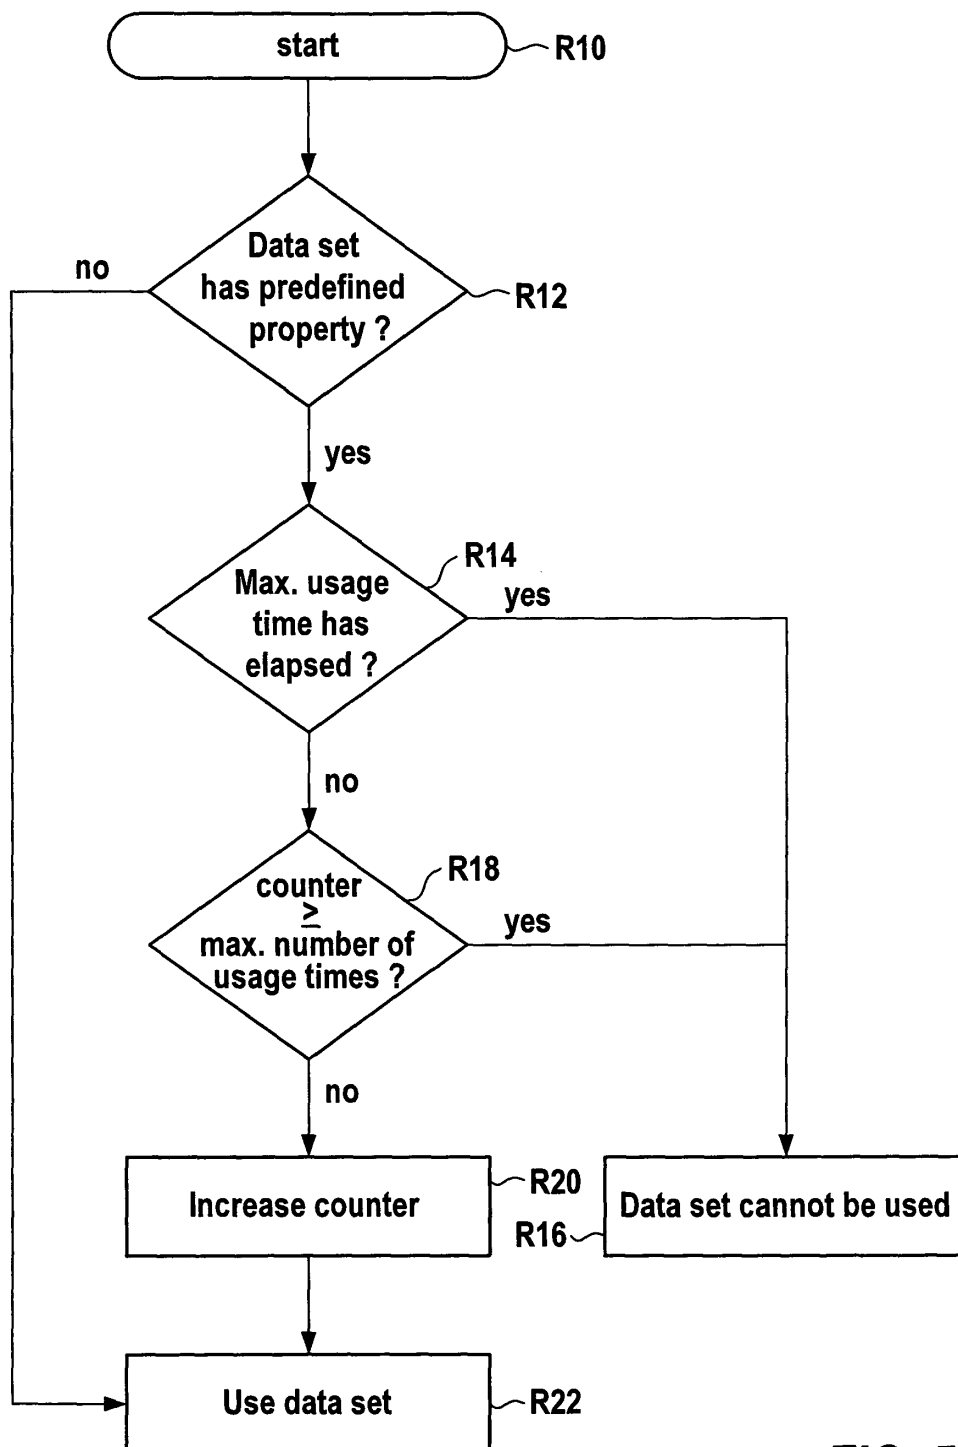 start
R10
Data set
has predefined
property ?
no
R12
yes
R14
Max. usage
time has
elapsed ?
yes
no
R18
counter
≥
max. number of
usage times ?
yes
no
Increase counter
R20
Data set cannot be used
R16
Use data set
R22